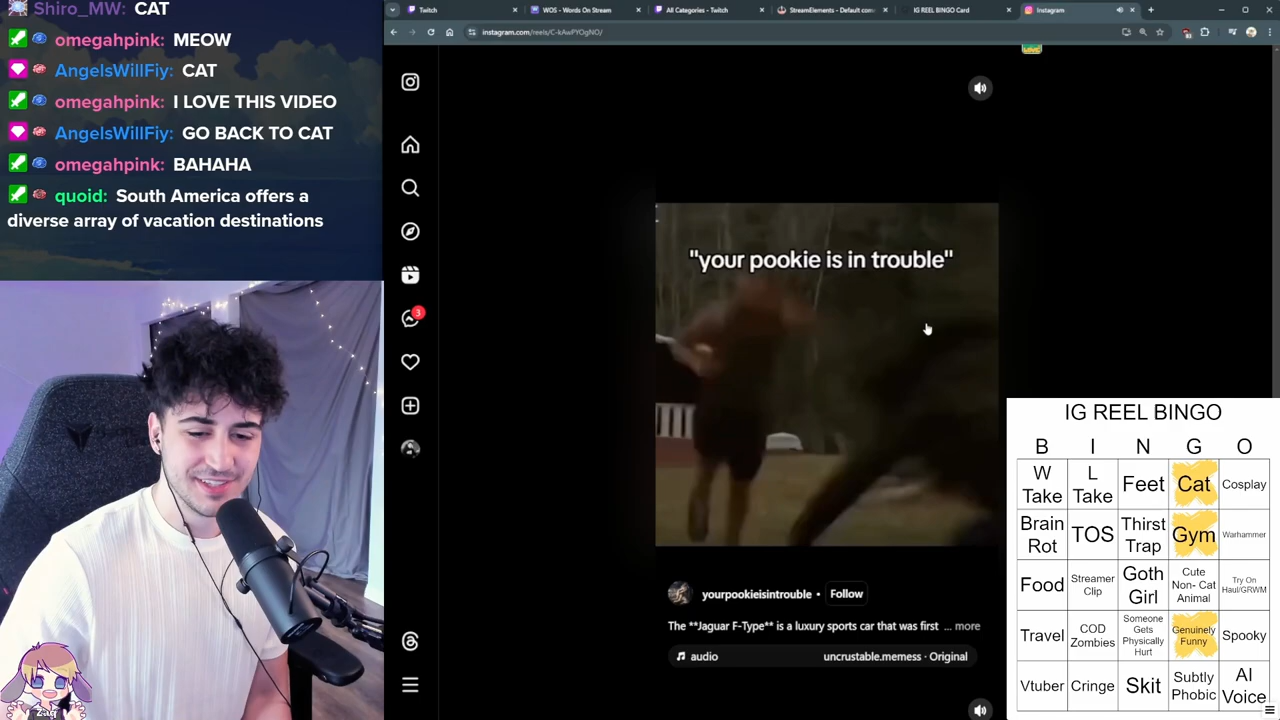 Shiro_MW: CAT
omegahpink: MEOW
AngelsWillFiy: CAT
omegahpink: I LOVE THIS VIDEO
AngelsWillFiy: GO BACK TO CAT
omegahpink: BAHAHA
quoid: South America offers a
diverse array of vacation destinations
Twitch
WOS - Words On Stream
All Categories - Twitch
StreamElements - Default com
IG REEL BINGO Card
Instagram
instagram.com/reels/C-kAwPYOgNO/
3
"your pookie is in trouble"
yourpookieisintrouble • Follow
The **Jaguar F-Type** is a luxury sports car that was first ... more
audio
uncrustable.memess · Original
IG REEL BINGO
B I N G O
W Take
L Take
Feet
Cat
Cosplay
Brain Rot
TOS
Thirst Trap
Gym
Warhammer
Food
Streamer Clip
Goth Girl
Cute Non- Cat Animal
Try On Haul/GRWM
Travel
COD Zombies
Someone Gets Physically Hurt
Genuinely Funny
Spooky
Vtuber
Cringe
Skit
Subtly Phobic
AI Voice